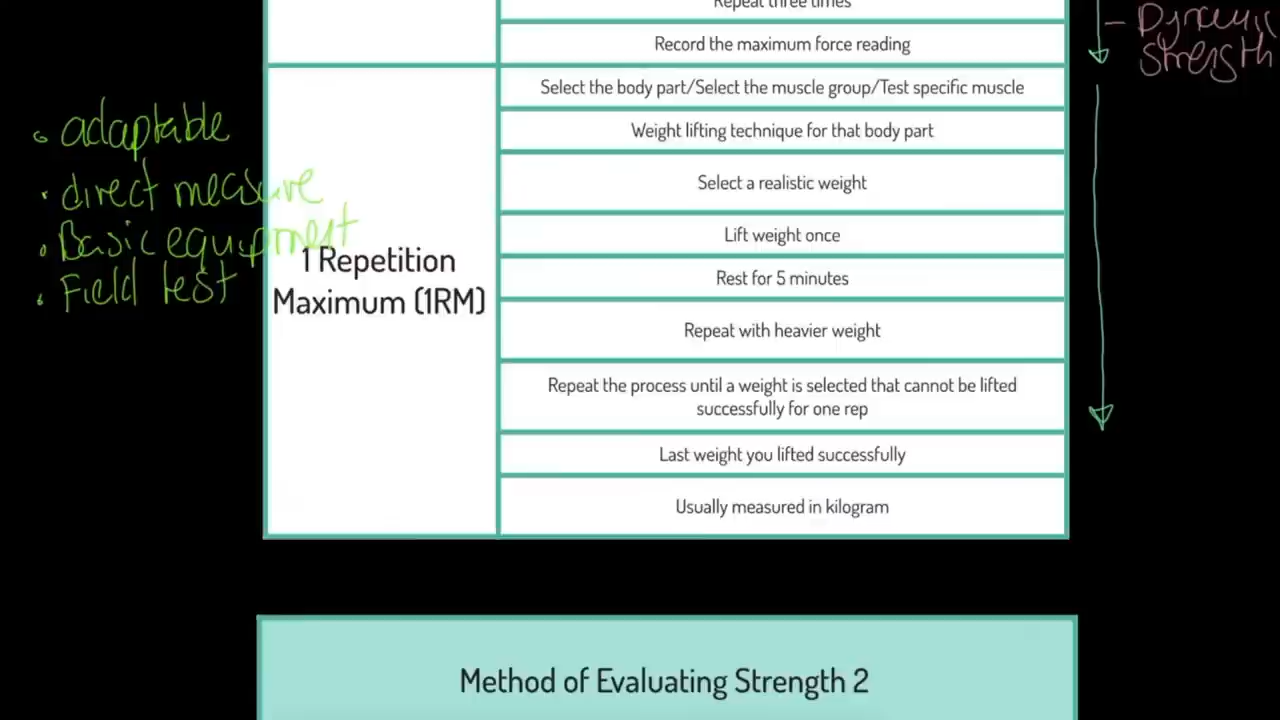 Repeat three times
Record the maximum force reading
- Dynamic
Strength
Select the body part/Select the muscle group/Test specific muscle
Weight lifting technique for that body part
Select a realistic weight
Lift weight once
Rest for 5 minutes
Repeat with heavier weight
Repeat the process until a weight is selected that cannot be lifted
successfully for one rep
Last weight you lifted successfully
Usually measured in kilogram
• adaptable
• direct measure
• Basic equipment
• Field test
1 Repetition
Maximum (1RM)
Method of Evaluating Strength 2